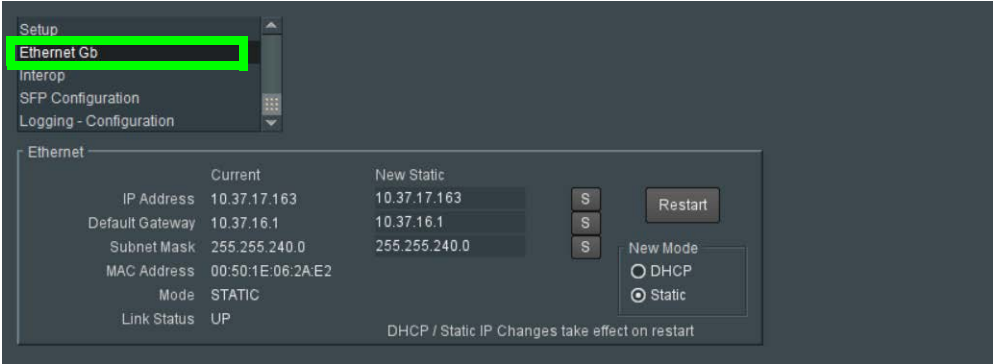 Setup
Ethernet Gb
Interop
SFP Configuration
Logging - Configuration
Ethernet
Current New Static
IP Address 10.37.17.163 10.37.17.163 S Restart
Default Gateway 10.37.16.1 10.37.16.1 S
Subnet Mask 255.255.240.0 255.255.240.0 S New Mode
MAC Address 00:50:1E:06:2A:E2 DHCP
Mode STATIC Static
Link Status UP
DHCP / Static IP Changes take effect on restart